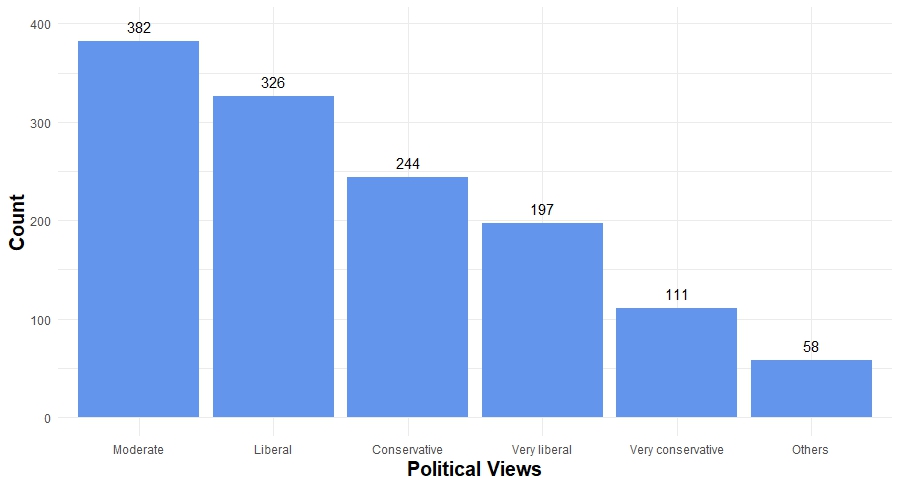 400
300
200
100
0
Count
382
326
244
197
111
58
Moderate
Liberal
Conservative
Very liberal
Very conservative
Others
Political Views